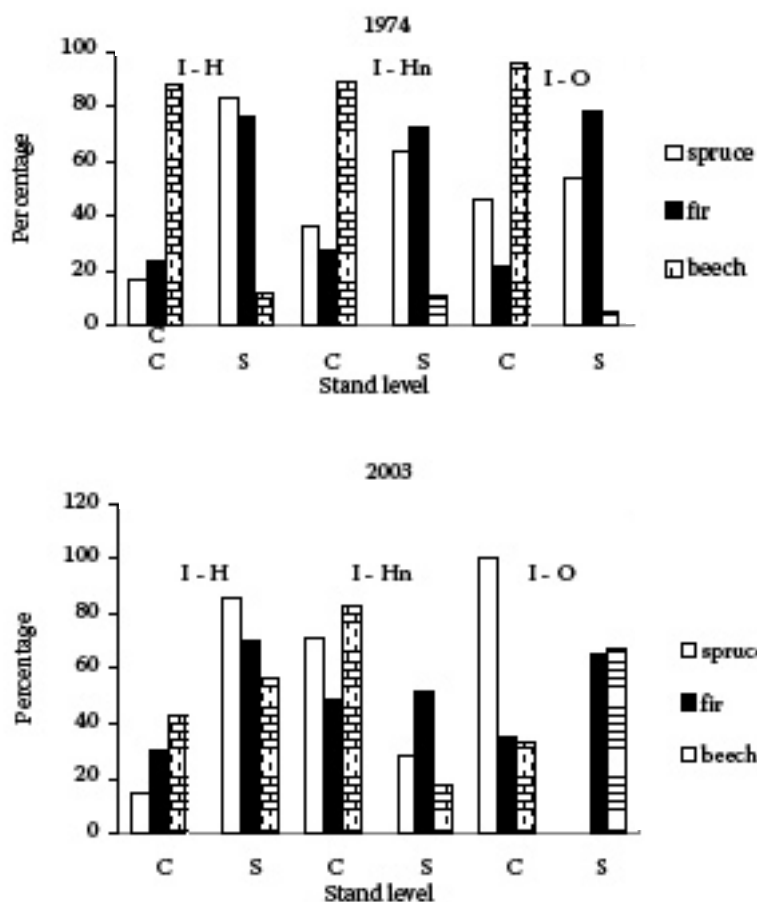 1974
100
80
60
40
20
0
Percentage
I - H
I - Hn
I - O
C
C S C S C S
Stand level
spruce
fir
beech
2003
120
100
80
60
40
20
0
Percentage
I - H
I - Hn
I - O
C S C S C S
Stand level
spruce
fir
beech